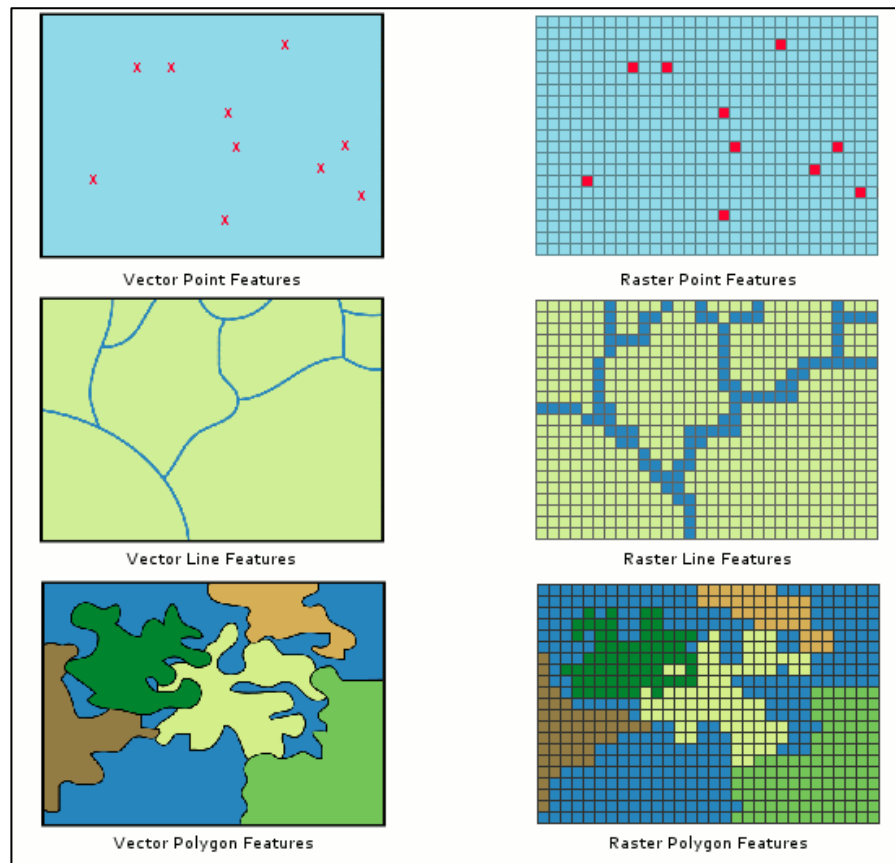 Vector Point Features
Raster Point Features
Vector Line Features
Raster Line Features
Vector Polygon Features
Raster Polygon Features